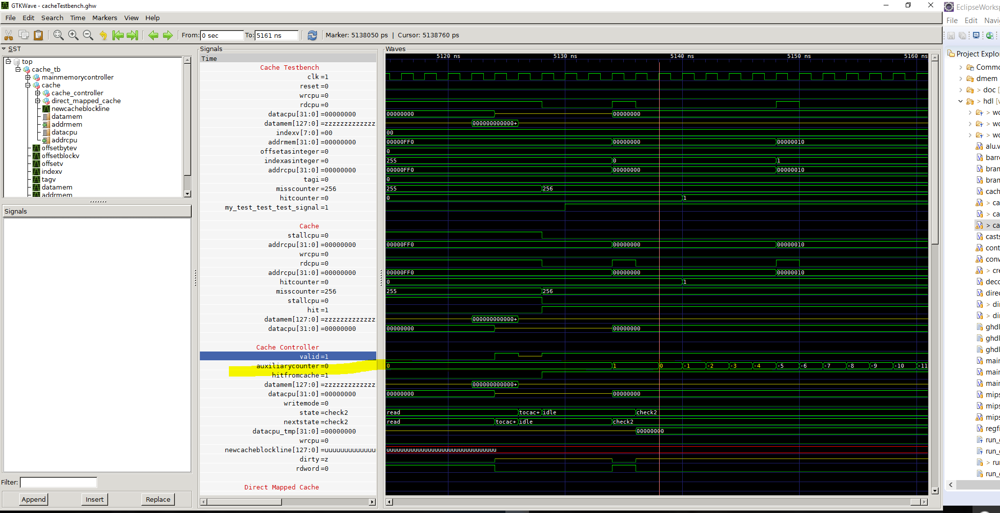 GTKWave - cacheTestbench.ghw
File Edit Search Time Markers View Help
From: 0 sec To: 5161 ns Marker: 5138050 ps | Cursor: 5138760 ps
SST
top
cache_tb
mainmemorycontroller
cache
cache_controller
direct_mapped_cache
newcacheblockline
datamem
addrmem
datacpu
addrcpu
offsetbytev
offsetblockv
offsetv
indexv
tagv
datamem
addrmem
Signals
Filter:
Append Insert Replace
Signals
Time
Cache Testbench
clk =1
reset =0
wrcpu =0
rdcpu =0
datacpu[31:0] =00000000
datamem[127:0] =zzzzzzzzzzzzz
indexv[7:0] =00
addrmem[31:0] =00000000
offsetasinteger =0
indexasinteger =0
addrcpu[31:0] =00000000
tagi =0
misscounter =256
hitcounter =0
my_test_test_test_signal =1
Cache
stallcpu =0
addrcpu[31:0] =00000000
wrcpu =0
rdcpu =0
addrcpu[31:0] =00000000
hitcounter =0
misscounter =256
stallcpu =0
hit =1
datamem[127:0] =zzzzzzzzzzzzz
datacpu[31:0] =00000000
Cache Controller
valid =1
auxiliarycounter =0
hitfromcache =1
datamem[127:0] =zzzzzzzzzzzzz
datacpu[31:0] =00000000
writemode =0
state =check2
nextstate =check2
datacpu_tmp[31:0] =00000000
wrcpu =0
newcacheblockline[127:0] =uuuuuuuuuuuuu
dirty =z
rdword =0
Direct Mapped Cache
Waves
5120 ns 5130 ns 5140 ns 5150 ns 5160 ns
00000000 00000000
000000000000+
00
00000FF0 00000000 00000010
0
255 0 1
00000FF0 00000000 00000010
0
255 256
0 1
00000FF0 00000000 00000010
00000FF0 00000000 00000010
0 1
255 256
000000000000+
00000000 00000000
0 1 0 -1 -2 -3 -4 -5 -6 -7 -8 -9 -10 -11
000000000000+
00000000 00000000
read tocac+ idle check2
read tocac+ idle check2
00000000
uuuuuuuuuuuuuuuuuuuuuuuuuuuuuuuu
EclipseWorksp
File Edit Navi
Project Explo
Commo
dmem
> doc [
> hdl [w
> wo
> wo
> wo
alu.v
barre
bran
bran
cach
> ca
> ca
> ca
casts
cont
conv
> cre
deco
direc
> di
> di
ghdl
ghdl
ghdl
main
main
main
mips
mips
mips
regfi
run_
run_
> ru
run_